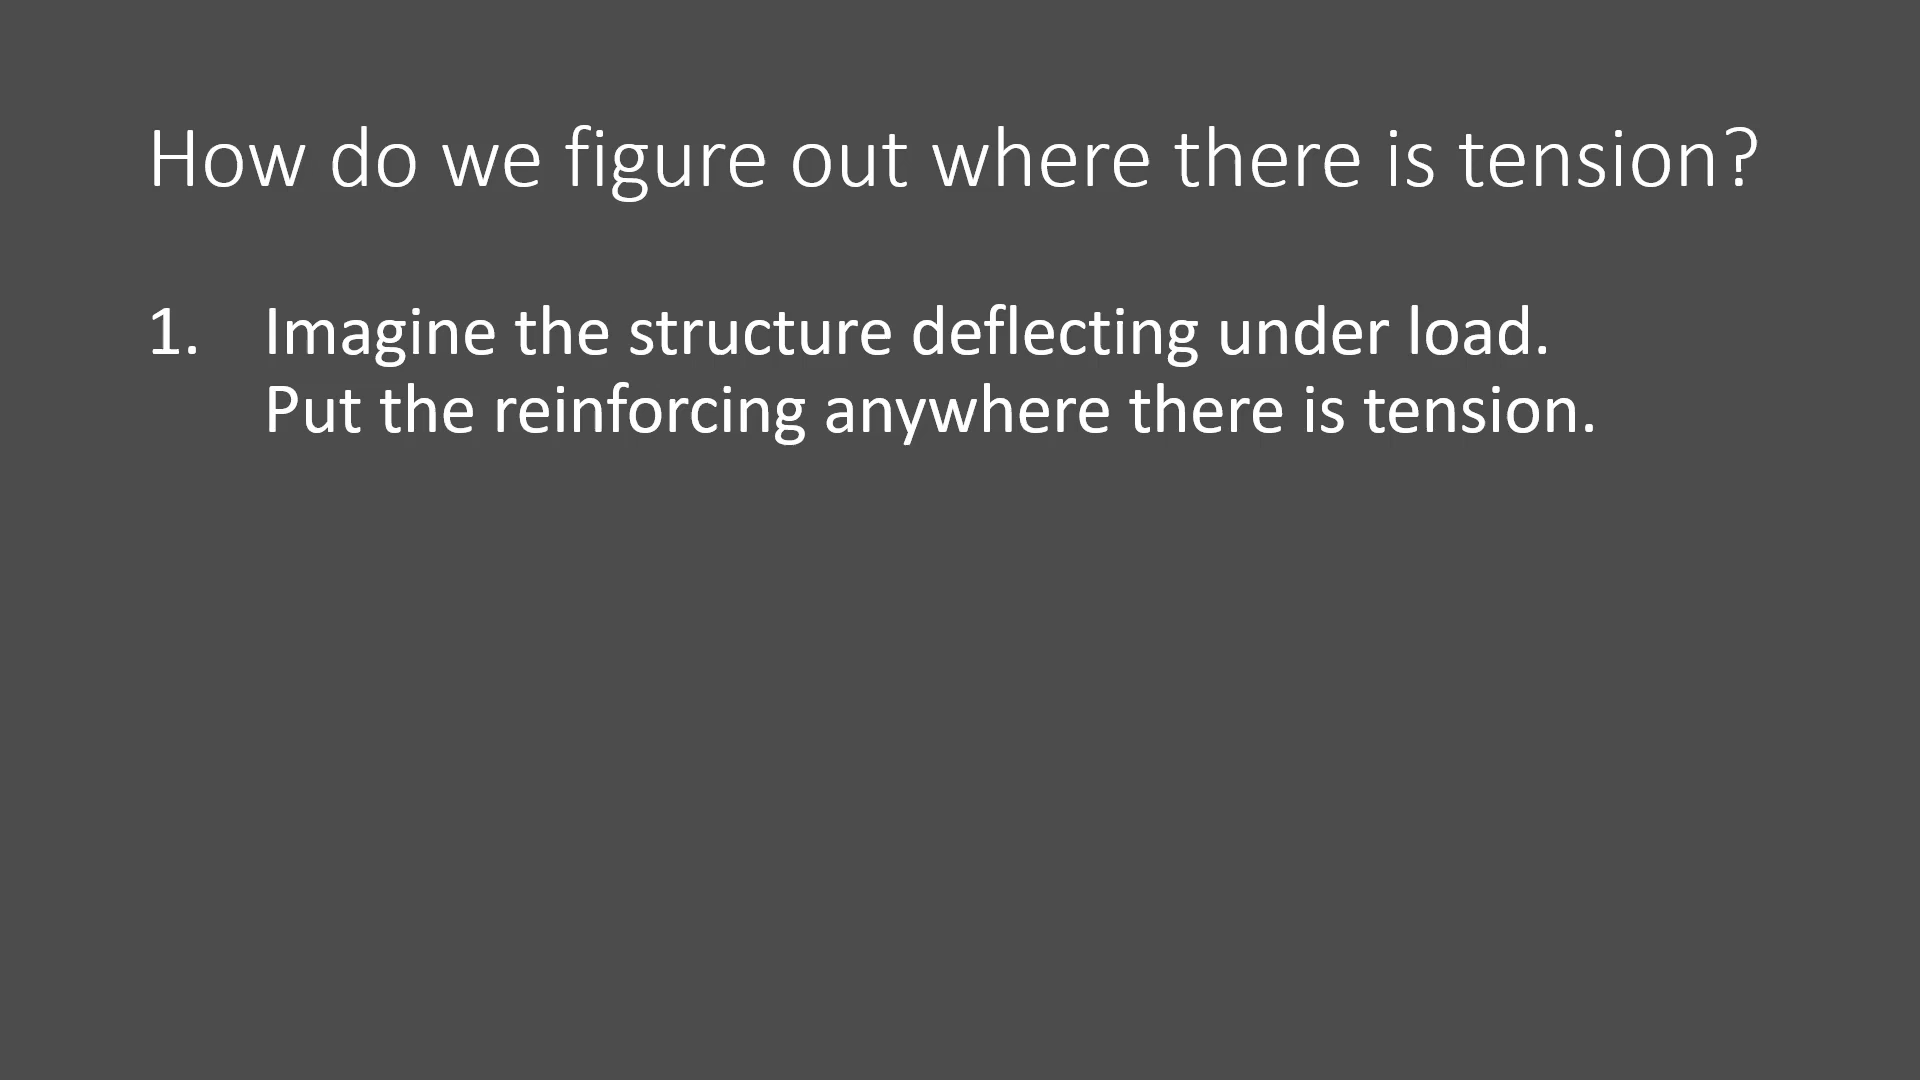 How do we figure out where there is tension?
1. Imagine the structure deflecting under load.
Put the reinforcing anywhere there is tension.